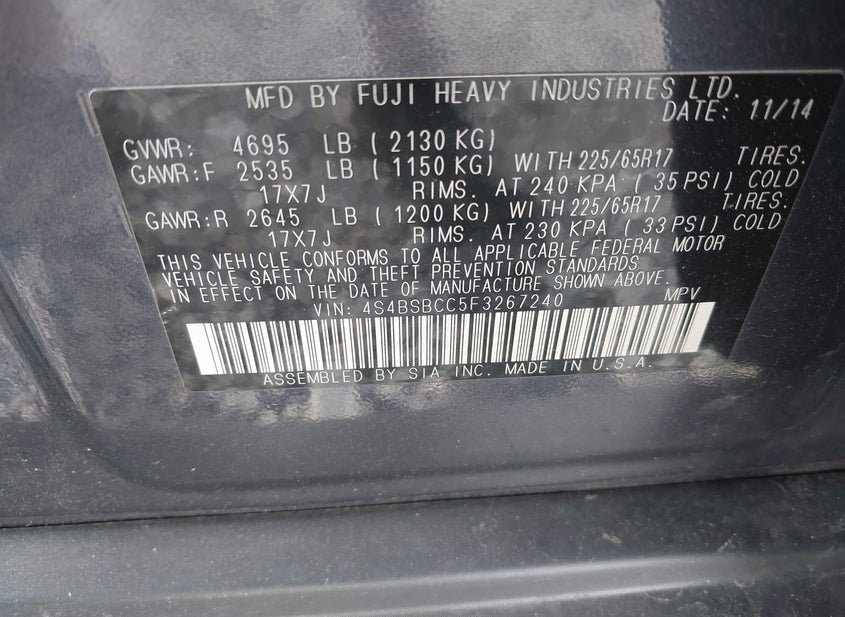 MFD BY FUJI HEAVY INDUSTRIES LTD.
DATE: 11/14
GVWR: 4695 LB ( 2130 KG)
GAWR:F 2535 LB ( 1150 KG) WITH 225/65R17 TIRES.
17X7J RIMS. AT 240 KPA ( 35 PSI) COLD
GAWR:R 2645 LB ( 1200 KG) WITH 225/65R17 TIRES.
17X7J RIMS. AT 230 KPA ( 33 PSI) COLD
THIS VEHICLE CONFORMS TO ALL APPLICABLE FEDERAL MOTOR
VEHICLE SAFETY AND THEFT PREVENTION STANDARDS
IN EFFECT ON THE DATE OF MANUFACTURE SHOWN ABOVE.
VIN: 4S4BSBCC5F3267240 MPV
ASSEMBLED BY SIA INC. MADE IN U.S.A.